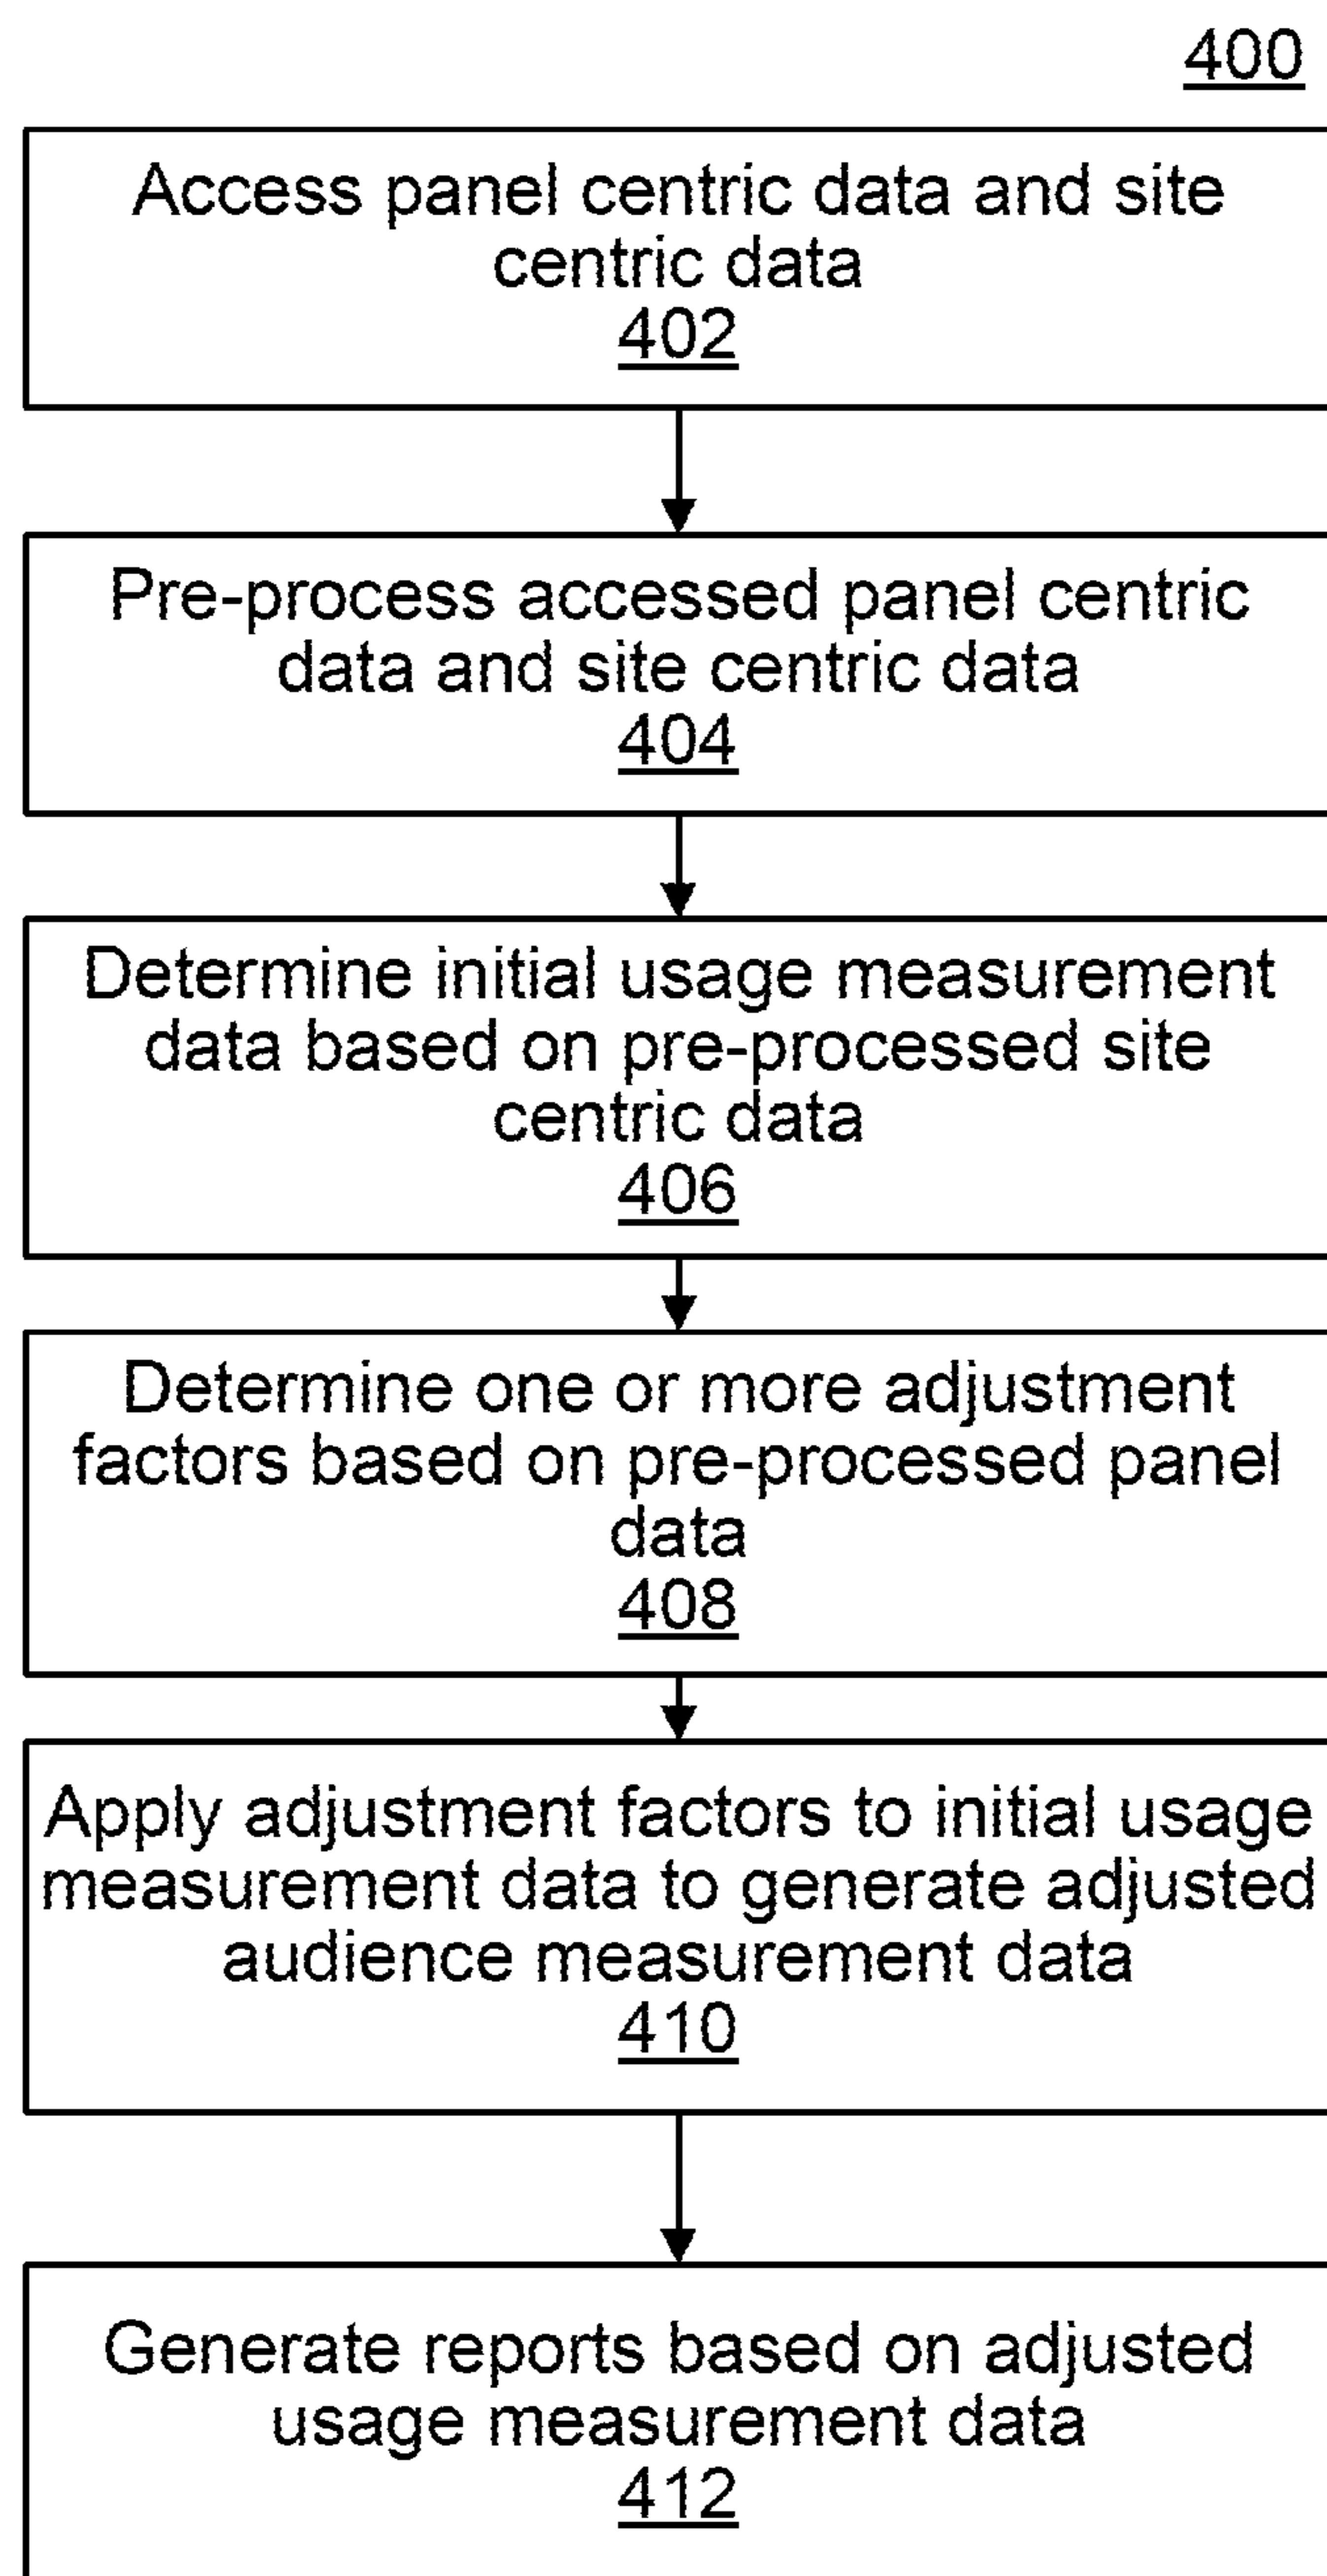 400
Access panel centric data and site
centric data
402
Pre-process accessed panel centric
data and site centric data
404
Determine initial usage measurement
data based on pre-processed site
centric data
406
Determine one or more adjustment
factors based on pre-processed panel
data
408
Apply adjustment factors to initial usage
measurement data to generate adjusted
audience measurement data
410
Generate reports based on adjusted
usage measurement data
412